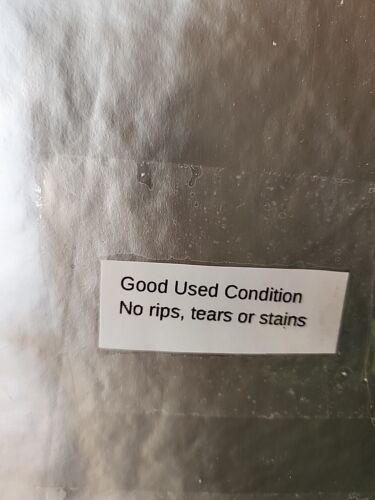 Good Used Condition
No rips, tears or stains